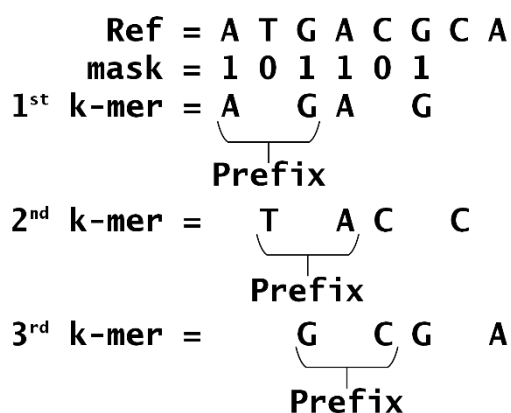 Ref = A T G A C G C A
mask = 1 0 1 1 0 1
1st k-mer = A G A G
Prefix
2nd k-mer = T A C C
Prefix
3rd k-mer = G C G A
Prefix